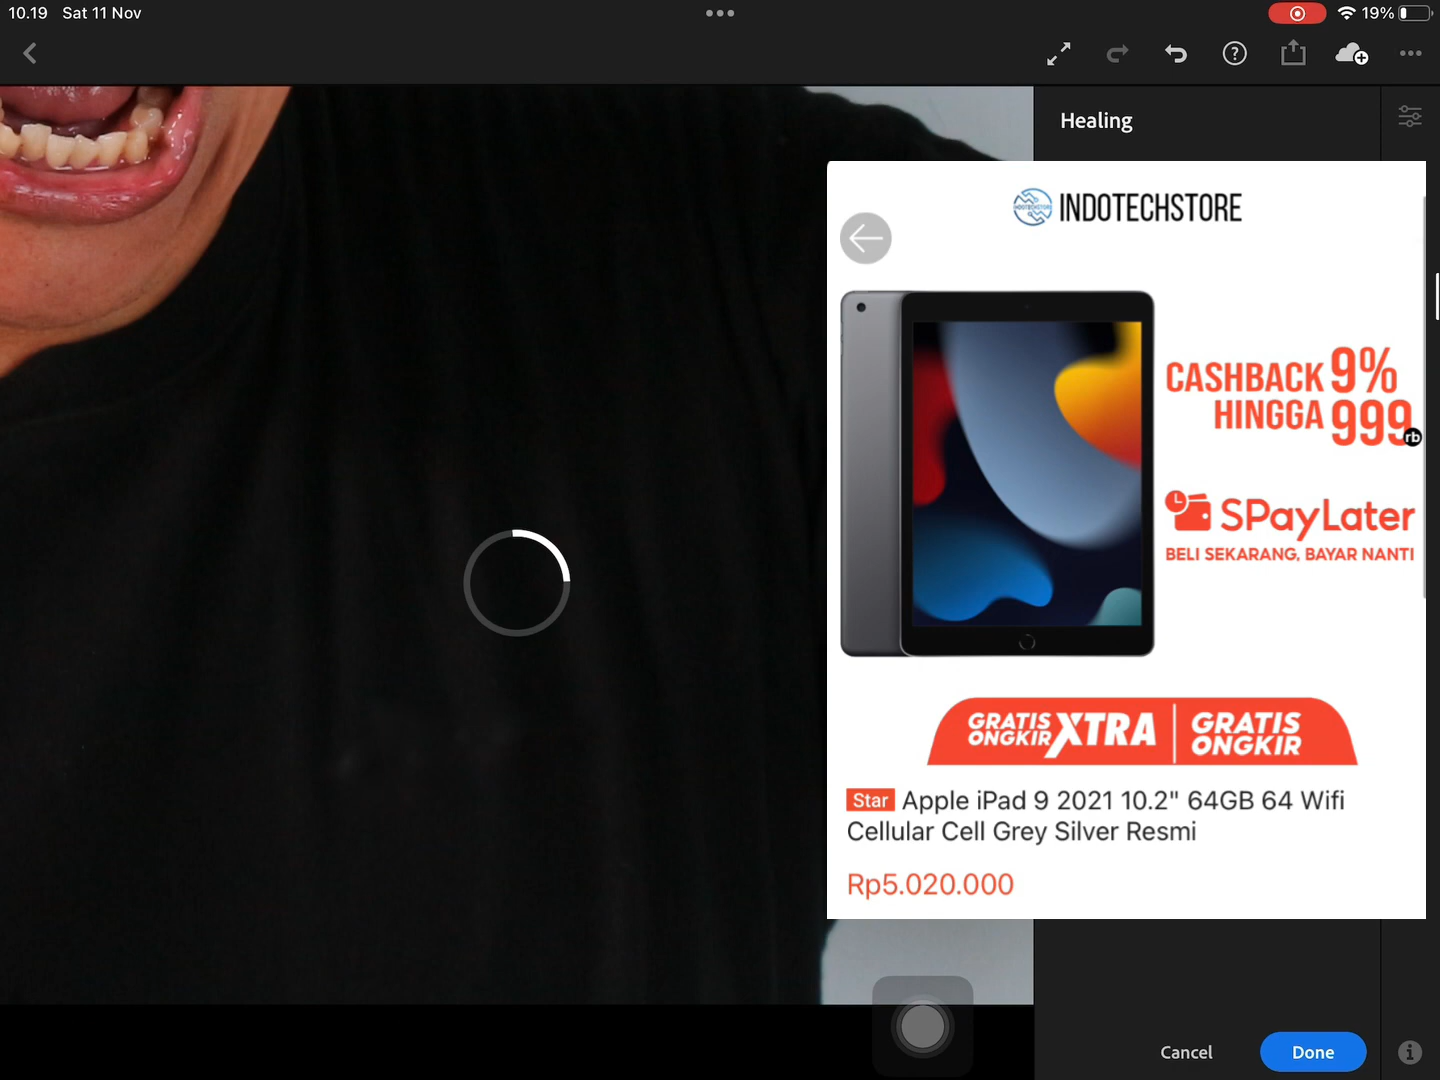 10.19 Sat 11 Nov
19%
Healing
INDOTECHSTORE
CASHBACK 9%
HINGGA 999rb
SPayLater
BELI SEKARANG, BAYAR NANTI
GRATIS ONGKIR XTRA GRATIS ONGKIR
Star Apple iPad 9 2021 10.2" 64GB 64 Wifi
Cellular Cell Grey Silver Resmi
Rp5.020.000
Cancel Done